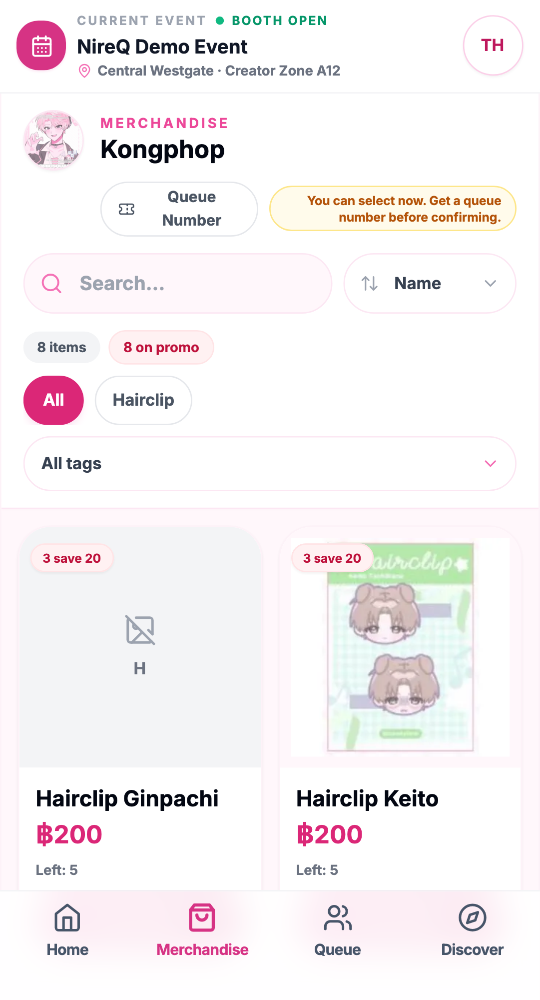 CURRENT EVENT BOOTH OPEN
NireQ Demo Event
Central Westgate · Creator Zone A12
TH
MERCHANDISE
Kongphop
Queue
Number
You can select now. Get a queue
number before confirming.
Search...
Name
8 items
8 on promo
All
Hairclip
All tags
3 save 20
H
Hairclip Ginpachi
฿200
Left: 5
3 save 20
airclip
Hairclip Keito
฿200
Left: 5
Home
Merchandise
Queue
Discover